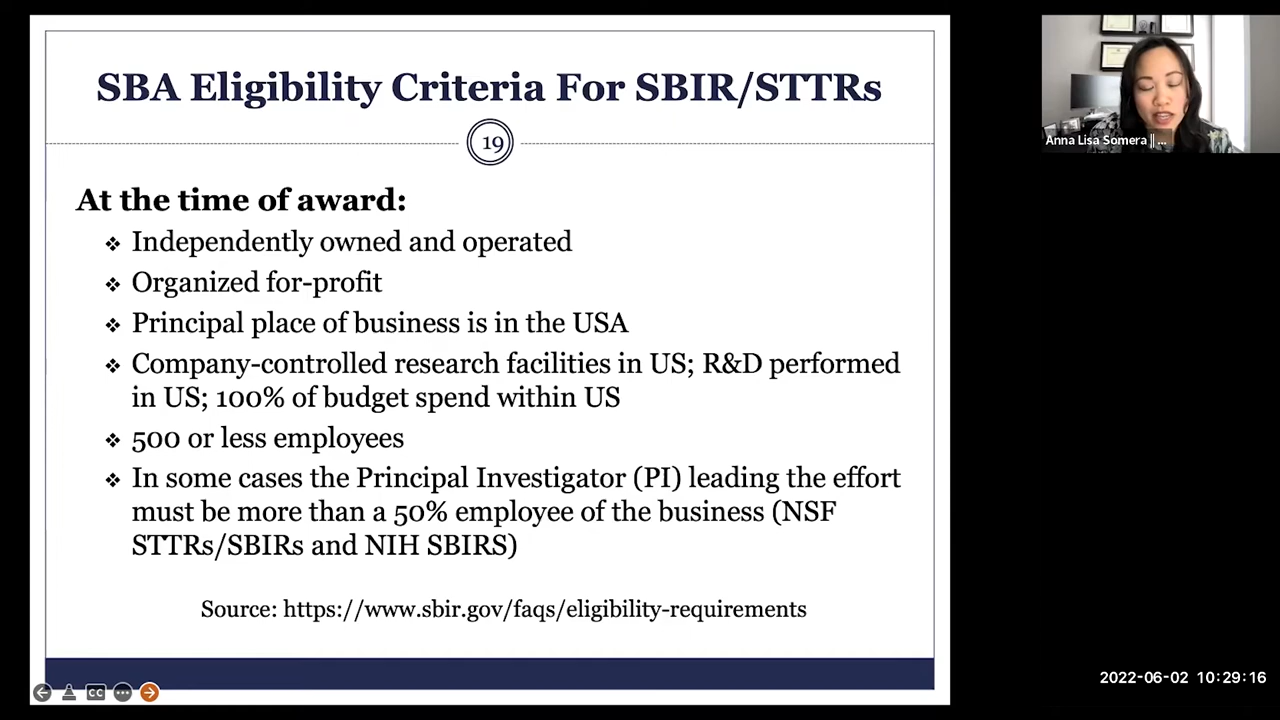 SBA Eligibility Criteria For SBIR/STTRs
19
At the time of award:
❖ Independently owned and operated
❖ Organized for-profit
❖ Principal place of business is in the USA
❖ Company-controlled research facilities in US; R&D performed
in US; 100% of budget spend within US
❖ 500 or less employees
❖ In some cases the Principal Investigator (PI) leading the effort
must be more than a 50% employee of the business (NSF
STTRs/SBIRs and NIH SBIRS)
Source: https://www.sbir.gov/faqs/eligibility-requirements
CC
Anna Lisa Somera || ...
2022-06-02 10:29:16